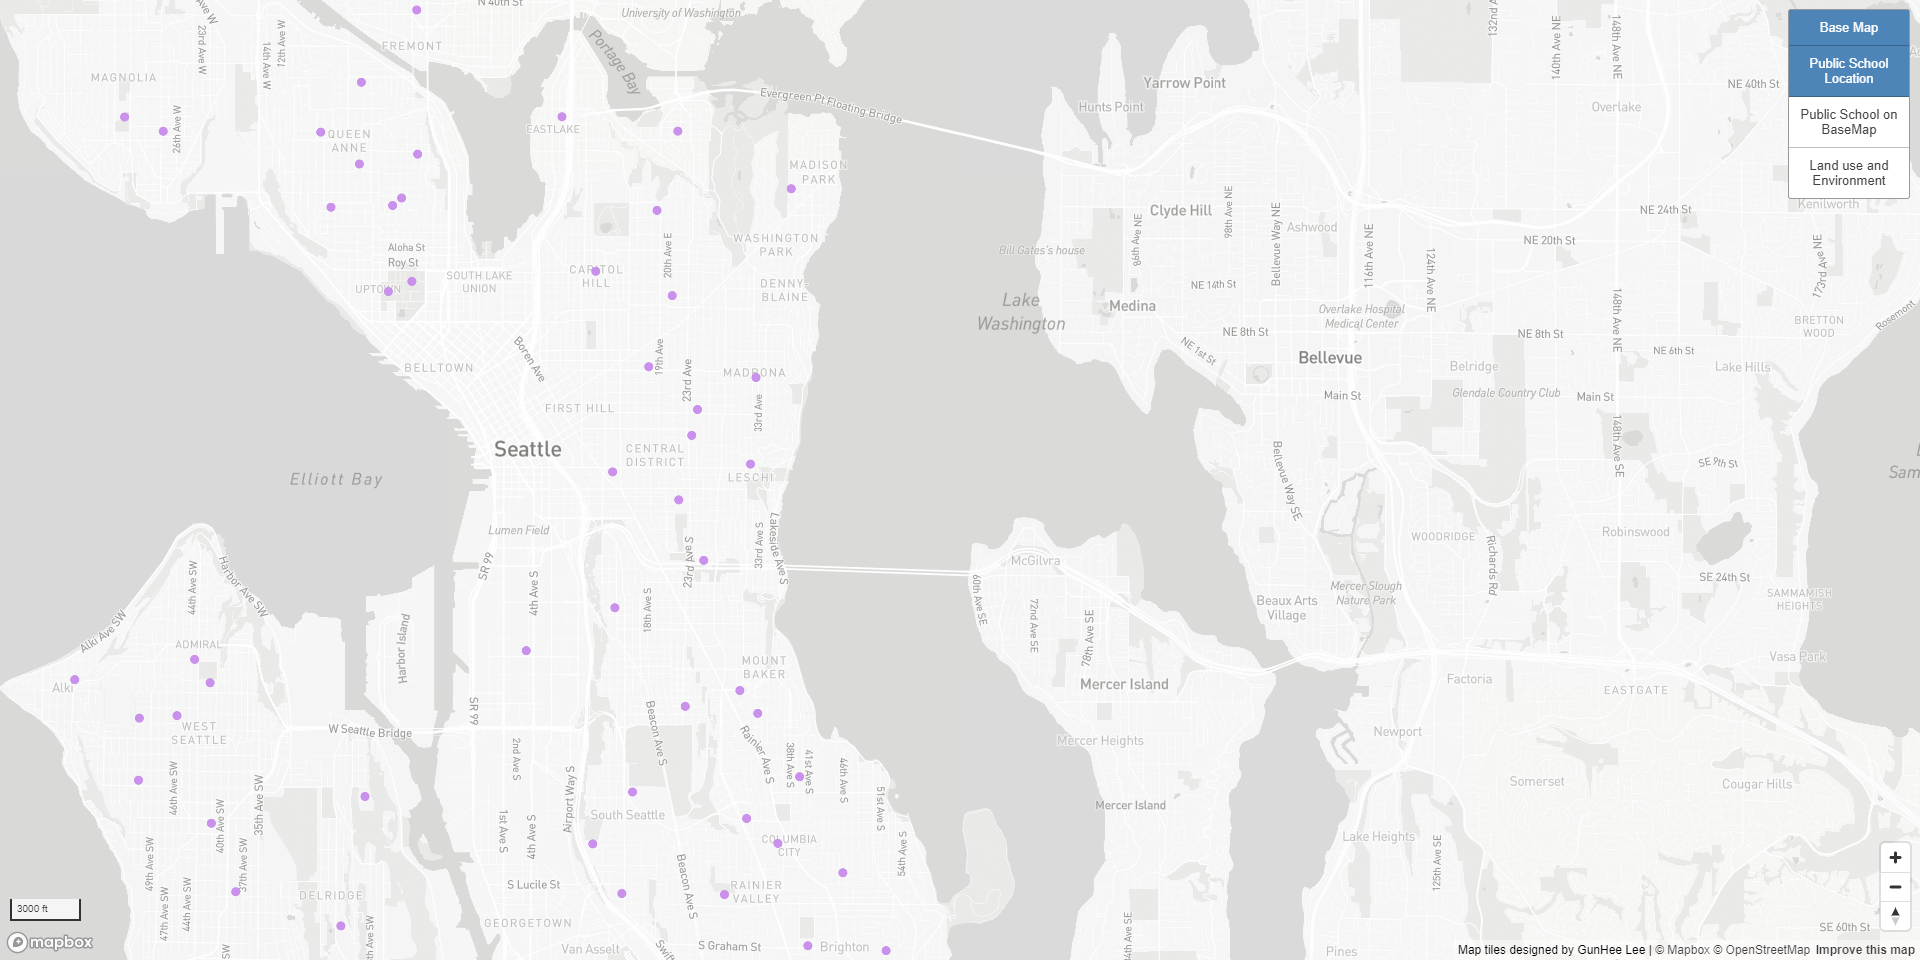 N 40th St
University of Washington
132nd A
148th Ave NE
140th Ave NE
Base Map
Public School
Location
Public School on
BaseMap
Land use and
Environment
23rd Ave W
14th Ave W
12th Ave W
FREMONT
Portage Bay
MAGNOLIA
Yarrow Point
NE 40th St
Evergreen Pt Floating Bridge
Hunts Point
Overlake
26th Ave W
QUEEN
ANNE
EASTLAKE
MADISON
PARK
Clyde Hill
86th Ave NE
98th Ave NE
Bellevue Way NE
Ashwood
NE 24th St
Kenilworth
WASHINGTON
PARK
20th Ave E
Aloha St
Roy St
Bill Gates's house
116th Ave NE
124th Ave NE
NE 20th St
173rd Ave NE
SOUTH LAKE
UNION
CAPITOL
HILL
UPTOWN
DENNY-
BLAINE
Lake
Washington
NE 14th St
Medina
Overlake Hospital
Medical Center
148th Ave NE
BRETTON
WOOD
Rosemont
Boren Ave
NE 8th St
NE 8th St
NE 1st St
Bellevue
NE 6th St
BELLTOWN
19th Ave
23rd Ave
MADRONA
Belridge
Lake Hills
FIRST HILL
33rd Ave
Main St
Glendale Country Club
Main St
Seattle
CENTRAL
DISTRICT
LESCHI
Bellevue Way SE
148th Ave SE
SE 9th St
Sam
Elliott Bay
Lumen Field
33rd Ave S
Lakeside Ave S
23rd Ave S
WOODRIDGE
Richards Rd
Robinswood
SR 99
4th Ave S
18th Ave S
McGilvra
60th Ave SE
72nd Ave SE
78th Ave SE
Mercer Slough
Nature Park
Beaux Arts
Village
SE 24th St
SAMMAMISH
HEIGHTS
44th Ave SW
Harbor Ave SW
Alki Ave SW
Harbor Island
ADMIRAL
Alki
MOUNT
BAKER
Mercer Island
Factoria
EASTGATE
Vasa Park
SR 99
WEST
SEATTLE
W Seattle Bridge
Beacon Ave S
Rainier Ave S
38th Ave S
41st Ave S
46th Ave S
Mercer Heights
Newport
2nd Ave S
Airport Way S
46th Ave SW
35th Ave SW
40th Ave SW
1st Ave S
4th Ave S
South Seattle
51st Ave S
54th Ave S
Mercer Island
Somerset
Cougar Hills
COLUMBIA
CITY
Lake Heights
125th Ave SE
49th Ave SW
37th Ave SW
47th Ave SW
44th Ave SW
DELRIDGE
S Lucile St
Beacon Ave S
RAINIER
VALLEY
GEORGETOWN
3000 ft
mapbox
Van Asselt
S Graham St
Brighton
SE 60th St
Pines
Map tiles designed by GunHee Lee | © Mapbox © OpenStreetMap Improve this map